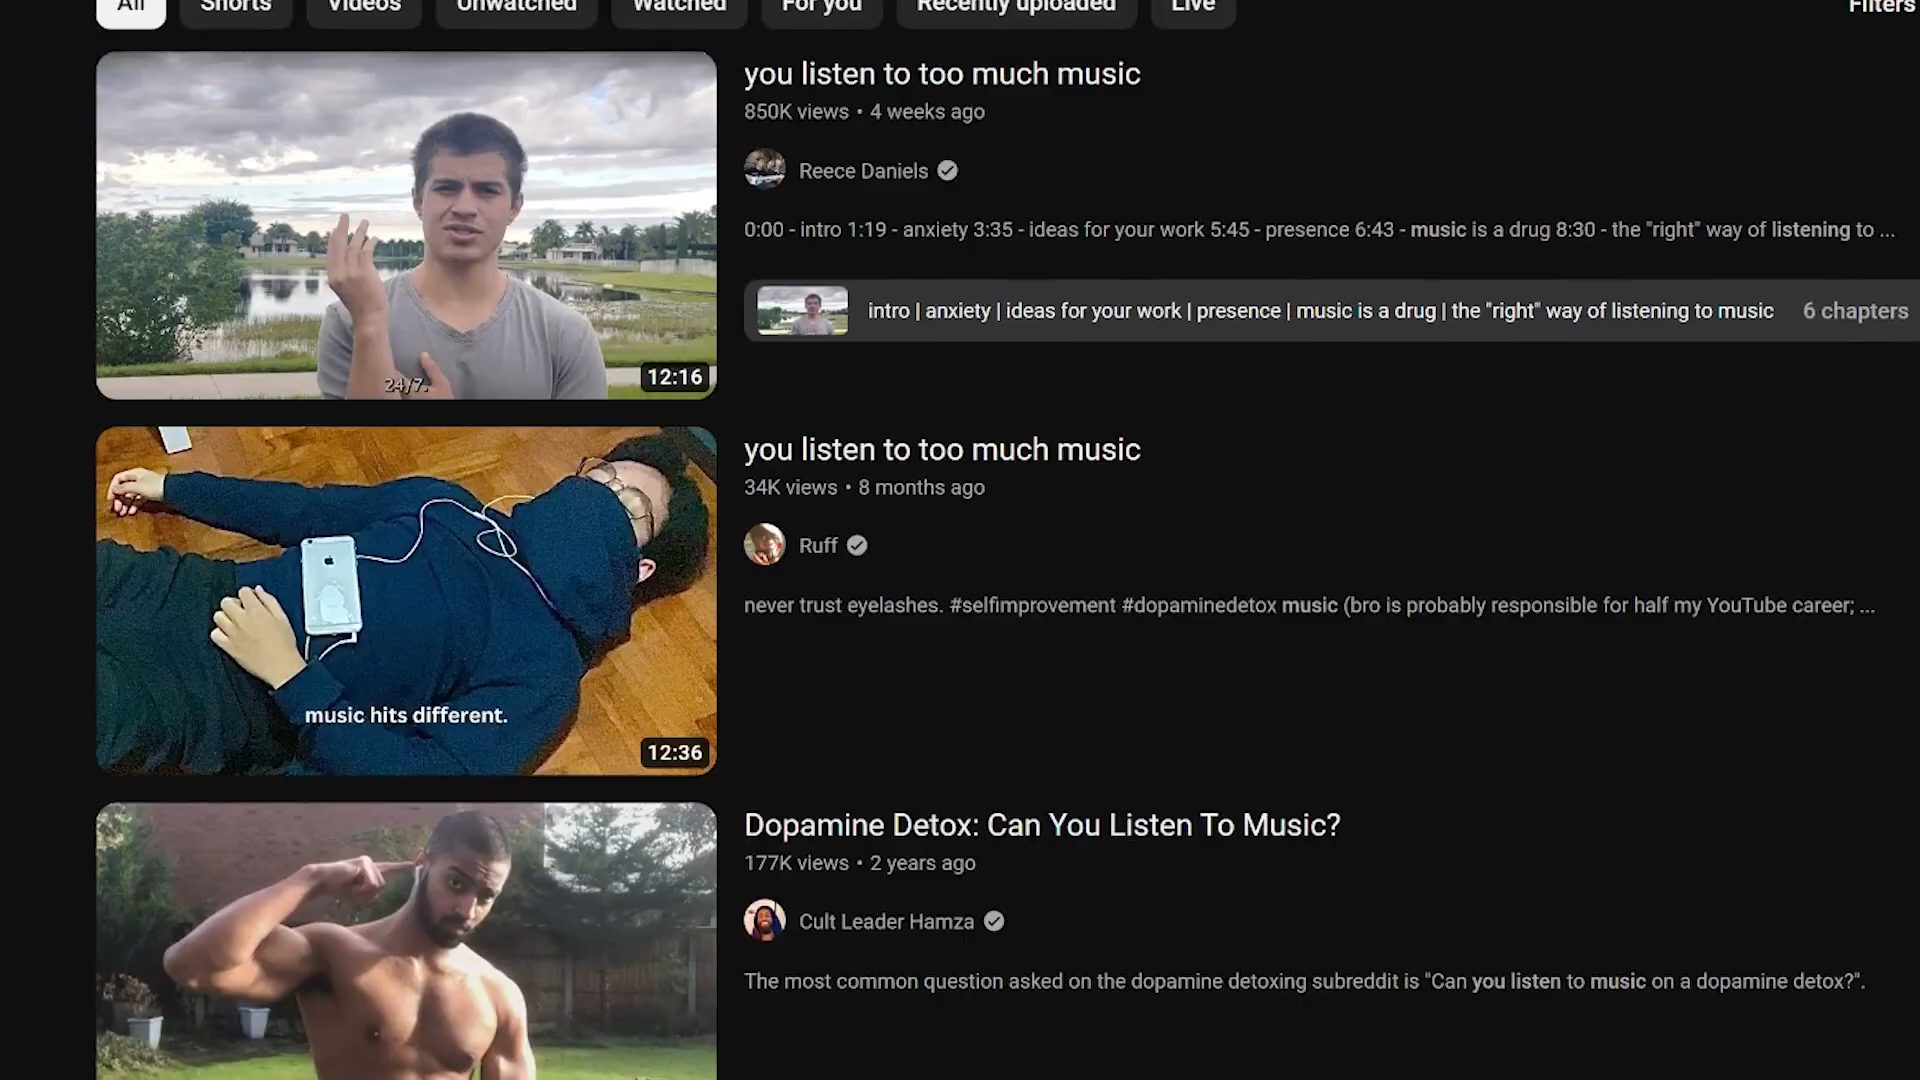 All Shorts Videos Unwatched Watched For you Recently uploaded Live Filters
you listen to too much music
850K views • 4 weeks ago
Reece Daniels
0:00 - intro 1:19 - anxiety 3:35 - ideas for your work 5:45 - presence 6:43 - music is a drug 8:30 - the "right" way of listening to ...
intro | anxiety | ideas for your work | presence | music is a drug | the "right" way of listening to music 6 chapters
24/7.
12:16
you listen to too much music
34K views • 8 months ago
Ruff
never trust eyelashes. #selfimprovement #dopaminedetox music (bro is probably responsible for half my YouTube career; ...
music hits different.
12:36
Dopamine Detox: Can You Listen To Music?
177K views • 2 years ago
Cult Leader Hamza
The most common question asked on the dopamine detoxing subreddit is "Can you listen to music on a dopamine detox?".